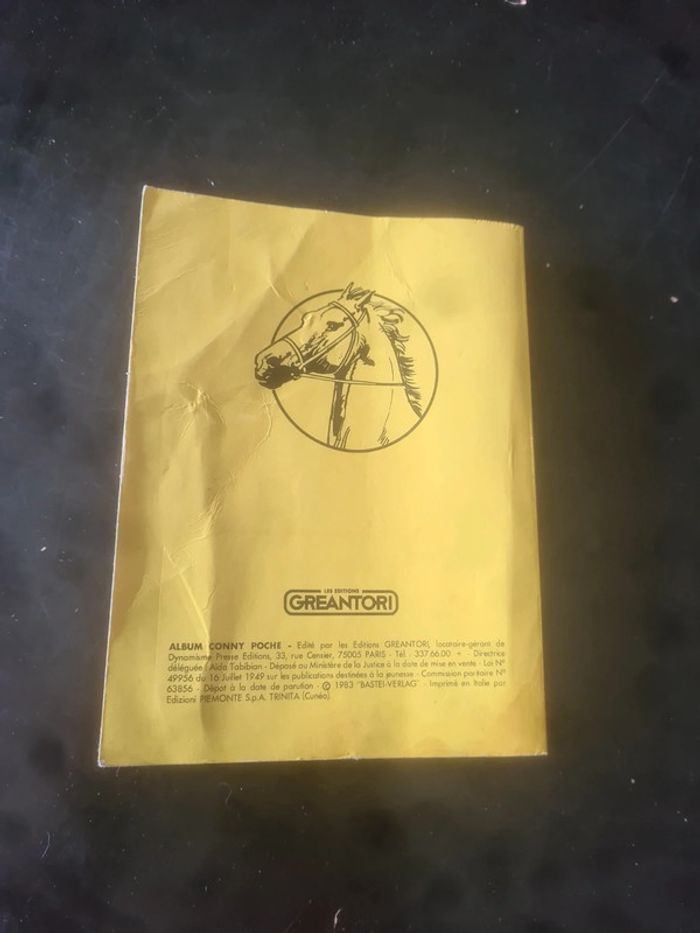 LES EDITIONS
GREANTORI
ALBUM CONNY POCHE - Edité par les Editions GREANTORI, locataire-gérant de
Dynamisme Presse Editions, 33, rue Censier, 75005 PARIS - Tél. : 337.66.00 + - Directrice
déléguée : Aïda Tabibian - Déposé au Ministère de la Justice à la date de mise en vente - Loi N°
49956 du 16 Juillet 1949 sur les publications destinées à la jeunesse - Commission paritaire N°
63856 - Dépôt à la date de parution - © 1983 "BASTEI-VERLAG" - Imprimé en Italie par
Edizioni PIEMONTE S.p.A. TRINITA (Cunéo).